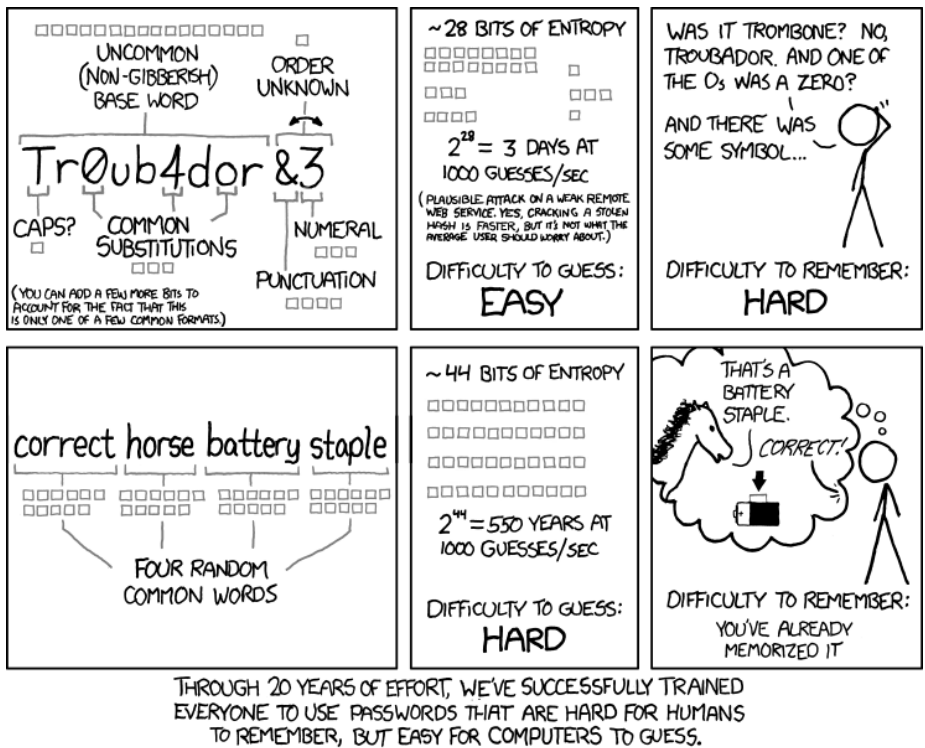 UNCOMMON
(NON-GIBBERISH)
BASE WORD
ORDER
UNKNOWN
Tr0ub4dor &3
CAPS?
COMMON
SUBSTITUTIONS
NUMERAL
PUNCTUATION
(YOU CAN ADD A FEW MORE BITS TO
ACCOUNT FOR THE FACT THAT THIS
IS ONLY ONE OF A FEW COMMON FORMATS.)
~28 BITS OF ENTROPY
2²⁸ = 3 DAYS AT
1000 GUESSES/SEC
(PLAUSIBLE ATTACK ON A WEAK REMOTE
WEB SERVICE. YES, CRACKING A STOLEN
HASH IS FASTER, BUT IT'S NOT WHAT THE
AVERAGE USER SHOULD WORRY ABOUT.)
DIFFICULTY TO GUESS:
EASY
WAS IT TROMBONE? NO,
TROUBADOR. AND ONE OF
THE Os WAS A ZERO?
AND THERE WAS
SOME SYMBOL...
DIFFICULTY TO REMEMBER:
HARD
correct horse battery staple
FOUR RANDOM
COMMON WORDS
~44 BITS OF ENTROPY
2⁴⁴ = 550 YEARS AT
1000 GUESSES/SEC
DIFFICULTY TO GUESS:
HARD
THAT'S A
BATTERY
STAPLE.
CORRECT!
DIFFICULTY TO REMEMBER:
YOU'VE ALREADY
MEMORIZED IT
THROUGH 20 YEARS OF EFFORT, WE'VE SUCCESSFULLY TRAINED
EVERYONE TO USE PASSWORDS THAT ARE HARD FOR HUMANS
TO REMEMBER, BUT EASY FOR COMPUTERS TO GUESS.